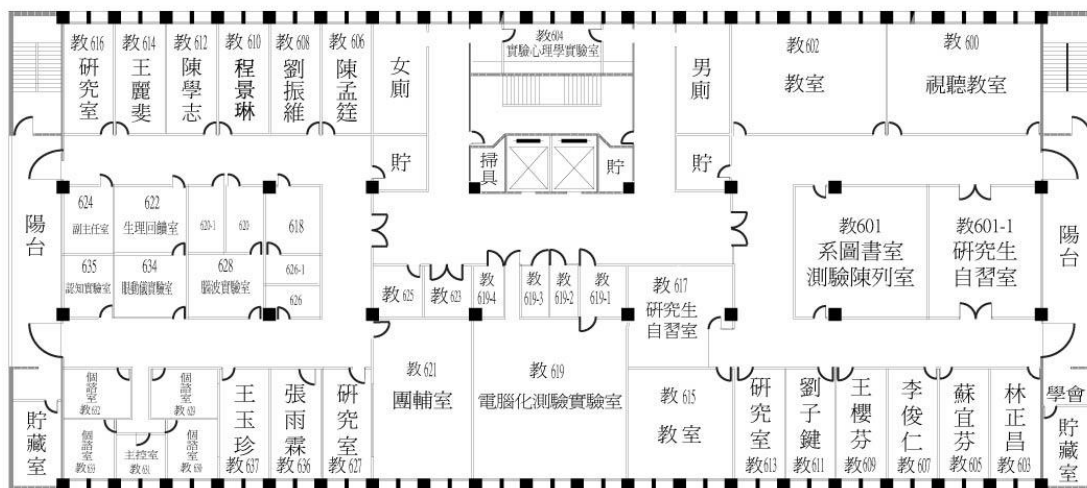 教616
研究室
教614
王麗斐
教612
陳學志
教610
程景琳
教608
劉振維
教606
陳孟筳
女廁
教604
實驗心理學實驗室
男廁
教602
教室
教600
視聽教室
貯
掃具
貯
貯
陽台
624
副主任室
622
生理回饋室
620-1
620
618
教601
系圖書室
測驗陳列室
教601-1
研究生
自習室
陽台
635
認知實驗室
634
眼動儀實驗室
628
腦波實驗室
626-1
626
教625
教623
教619-4
教619-3
教619-2
教619-1
教617
研究生
自習室
個諮室
教632
個諮室
教629
王玉珍
教637
張雨霖
教636
研究室
教627
教621
團輔室
教619
電腦化測驗實驗室
教615
教室
研究室
教613
劉子鍵
教611
王櫻芬
教609
李俊仁
教607
蘇宜芬
教605
林正昌
教603
學會
貯藏室
貯藏室
個諮室
教633
主控室
教631
個諮室
教630